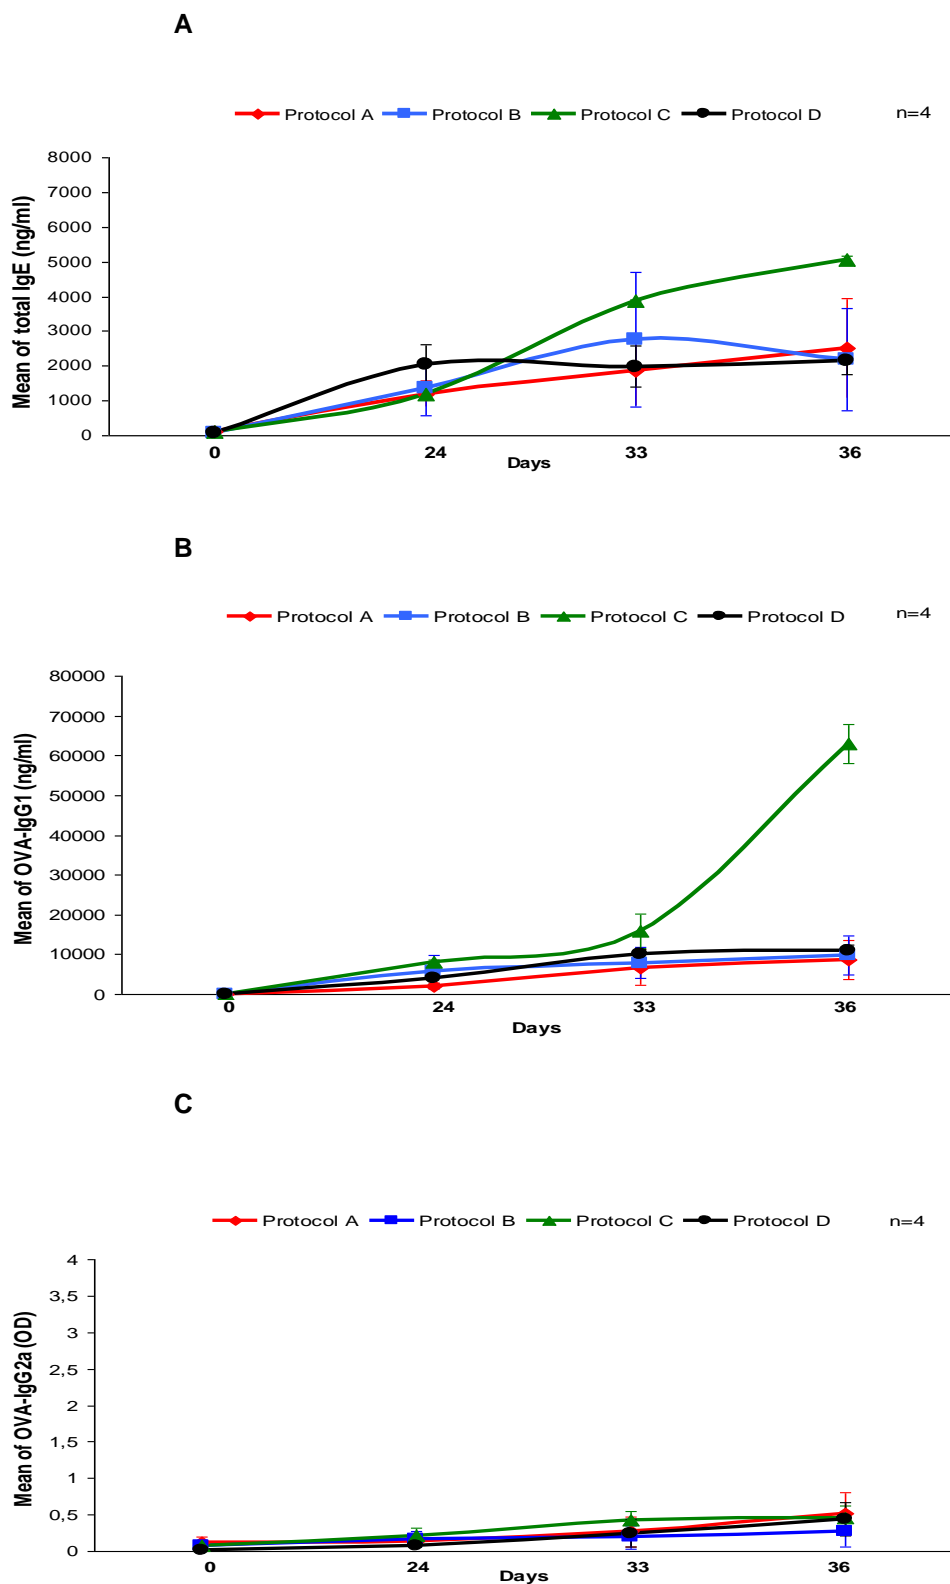 A
Protocol A Protocol B Protocol C Protocol D n=4
8000
7000
6000
5000
4000
3000
2000
1000
0
Mean of total IgE (ng/ml)
0 24 33 36
Days
B
Protocol A Protocol B Protocol C Protocol D n=4
80000
70000
60000
50000
40000
30000
20000
10000
0
Mean of OVA-IgG1 (ng/ml)
0 24 33 36
Days
C
Protocol A Protocol B Protocol C Protocol D n=4
4
3,5
3
2,5
2
1,5
1
0,5
0
Mean of OVA-IgG2a (OD)
0 24 33 36
Days